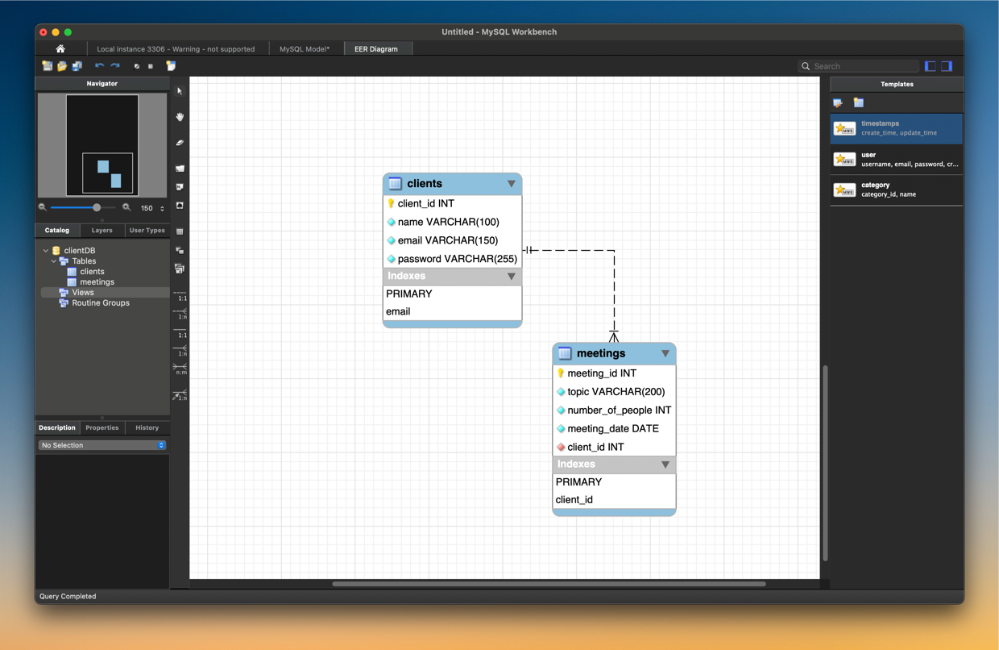 Untitled - MySQL Workbench
Local instance 3306 - Warning - not supported
MySQL Model*
EER Diagram
Search
Navigator
150
Catalog
Layers
User Types
clientDB
Tables
clients
meetings
Views
Routine Groups
Description
Properties
History
No Selection
1:1
1:n
1:1
1:n
n:m
1:n
clients
client_id INT
name VARCHAR(100)
email VARCHAR(150)
password VARCHAR(255)
Indexes
PRIMARY
email
meetings
meeting_id INT
topic VARCHAR(200)
number_of_people INT
meeting_date DATE
client_id INT
Indexes
PRIMARY
client_id
Templates
MWB
timestamps
create_time, update_time
MWB
user
username, email, password, cr...
MWB
category
category_id, name
Query Completed